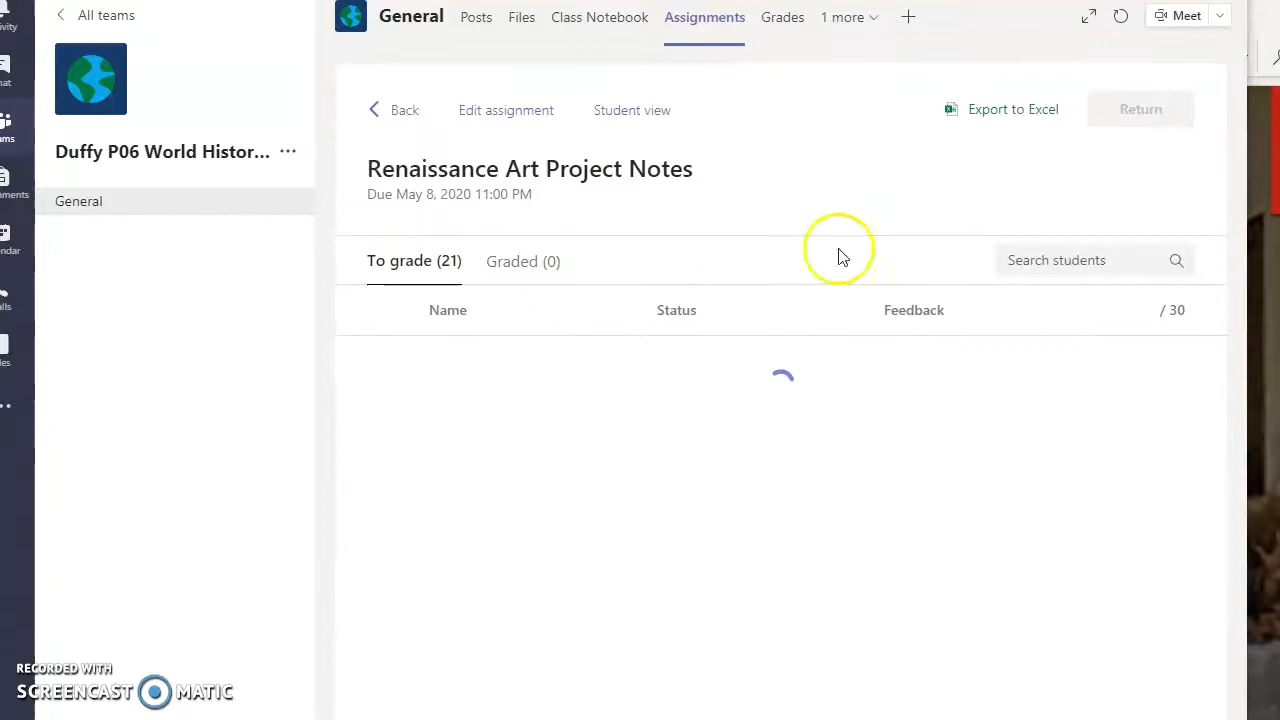 All teams
General Posts Files Class Notebook Assignments Grades 1 more Meet
Back Edit assignment Student view Export to Excel Return
Duffy P06 World Histor... ...
Renaissance Art Project Notes
Due May 8, 2020 11:00 PM
General
To grade (21) Graded (0) Search students
Name Status Feedback / 30
RECORDED WITH
SCREENCAST MATIC